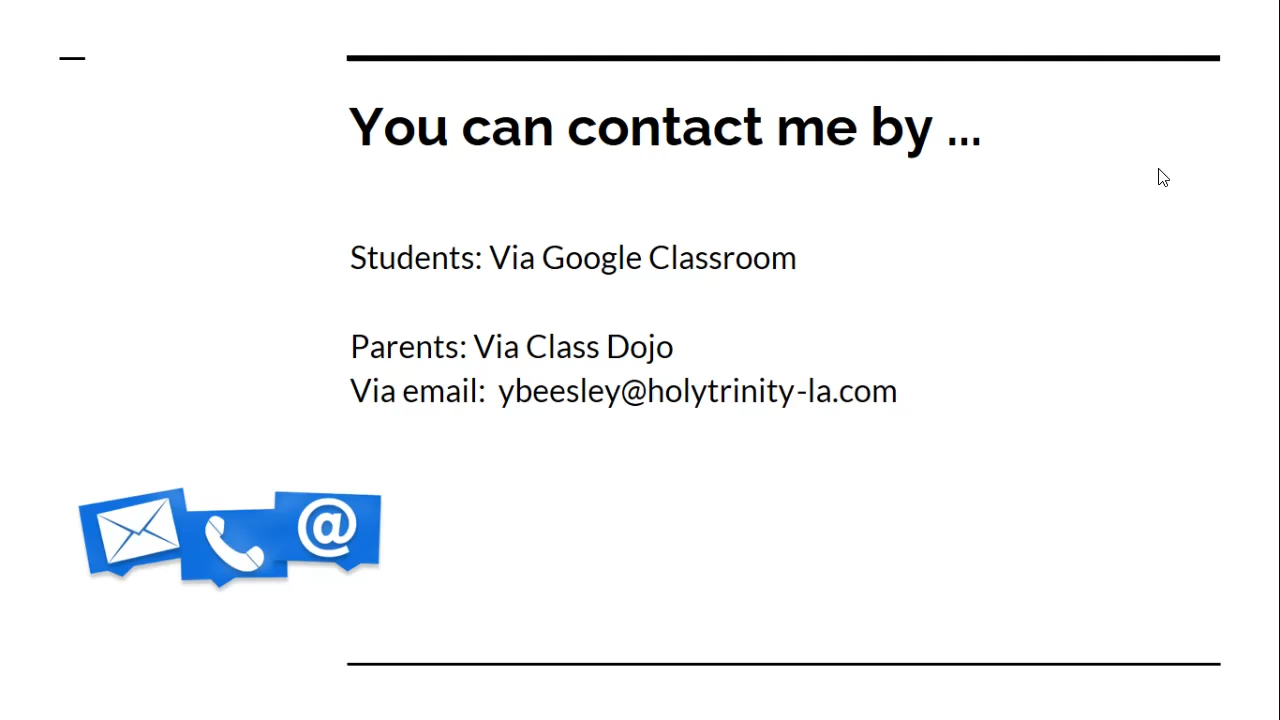 You can contact me by ...
Students: Via Google Classroom
Parents: Via Class Dojo
Via email: ybeesley@holytrinity-la.com
@